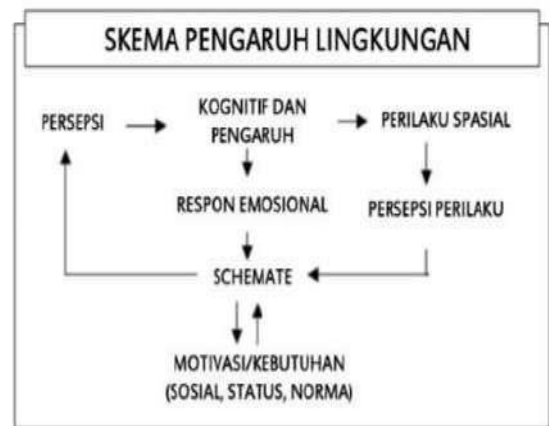 SKEMA PENGARUH LINGKUNGAN
PERSEPSI
KOGNITIF DAN
PENGARUH
PERILAKU SPASIAL
RESPON EMOSIONAL
PERSEPSI PERILAKU
SCHEMATE
MOTIVASI/KEBUTUHAN
(SOSIAL, STATUS, NORMA)